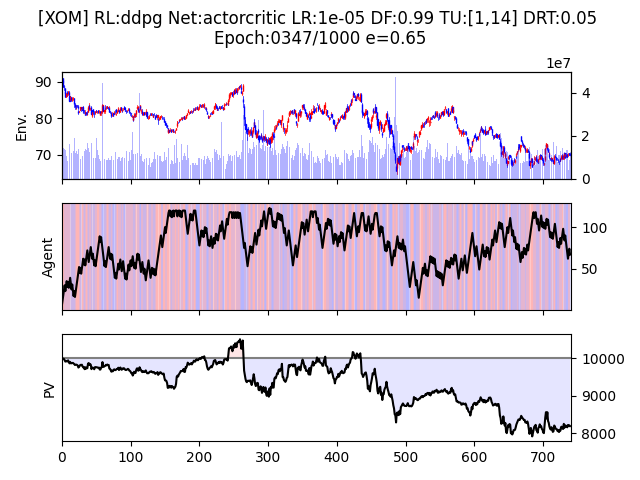 [XOM] RL:ddpg Net:actorcritic LR:1e-05 DF:0.99 TU:[1,14] DRT:0.05
Epoch:0347/1000 e=0.65
1e7
90
80
70
Env.
4
2
0
Agent
100
50
PV
10000
9000
8000
0 100 200 300 400 500 600 700